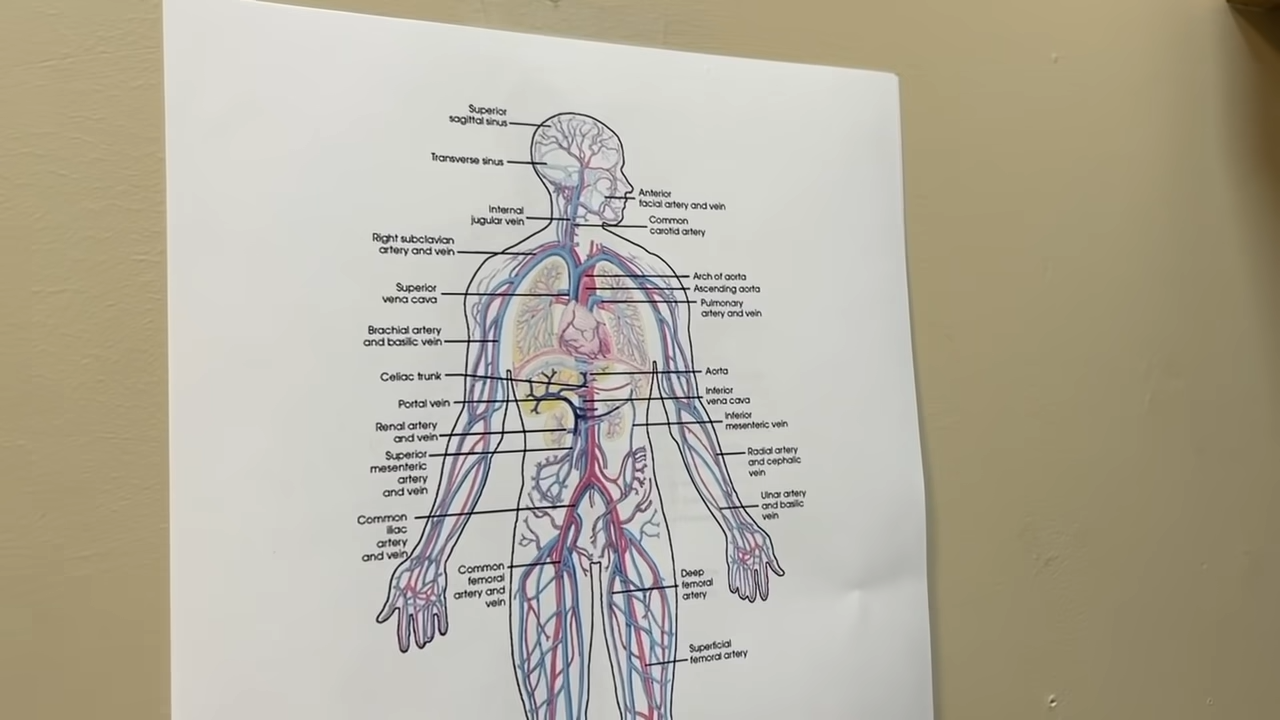 Superior
sagittal sinus
Transverse sinus
Anterior
facial artery and vein
Internal
jugular vein
Common
carotid artery
Right subclavian
artery and vein
Arch of aorta
Ascending aorta
Superior
vena cava
Pulmonary
artery and vein
Brachial artery
and basilic vein
Celiac trunk
Aorta
Portal vein
Inferior
vena cava
Renal artery
and vein
Inferior
mesenteric vein
Superior
mesenteric
artery
and vein
Radial artery
and cephalic
vein
Ulnar artery
and basilic
vein
Common
iliac
artery
and vein
Common
femoral
artery and
vein
Deep
femoral
artery
Superficial
femoral artery